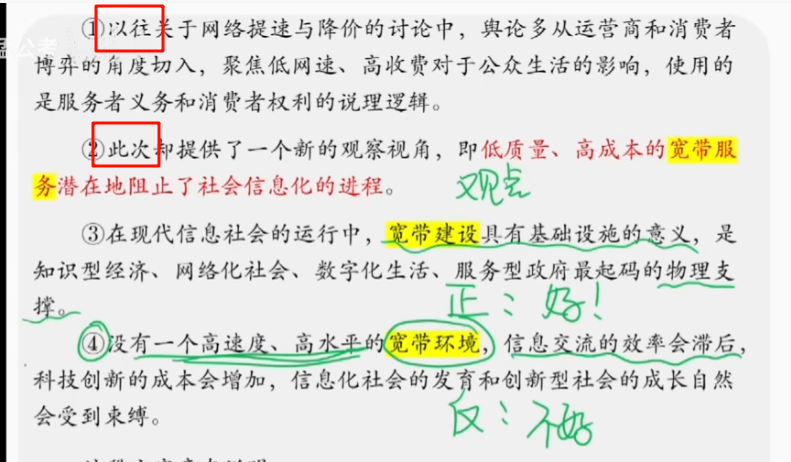 ①以往关于网络提速与降价的讨论中，舆论多从运营商和消费者
公考
博弈的角度切入，聚焦低网速、高收费对于公众生活的影响，使用的
是服务者义务和消费者权利的说理逻辑。
②此次却提供了一个新的观察视角，即低质量、高成本的宽带服
务潜在地阻止了社会信息化的进程。
观点
③在现代信息社会的运行中，宽带建设具有基础设施的意义，是
知识型经济、网络化社会、数字化生活、服务型政府最起码的物理支
撑。
正：好！
④没有一个高速度、高水平的宽带环境，信息交流的效率会滞后，
科技创新的成本会增加，信息化社会的发育和创新型社会的成长自然
会受到束缚。
反：不好